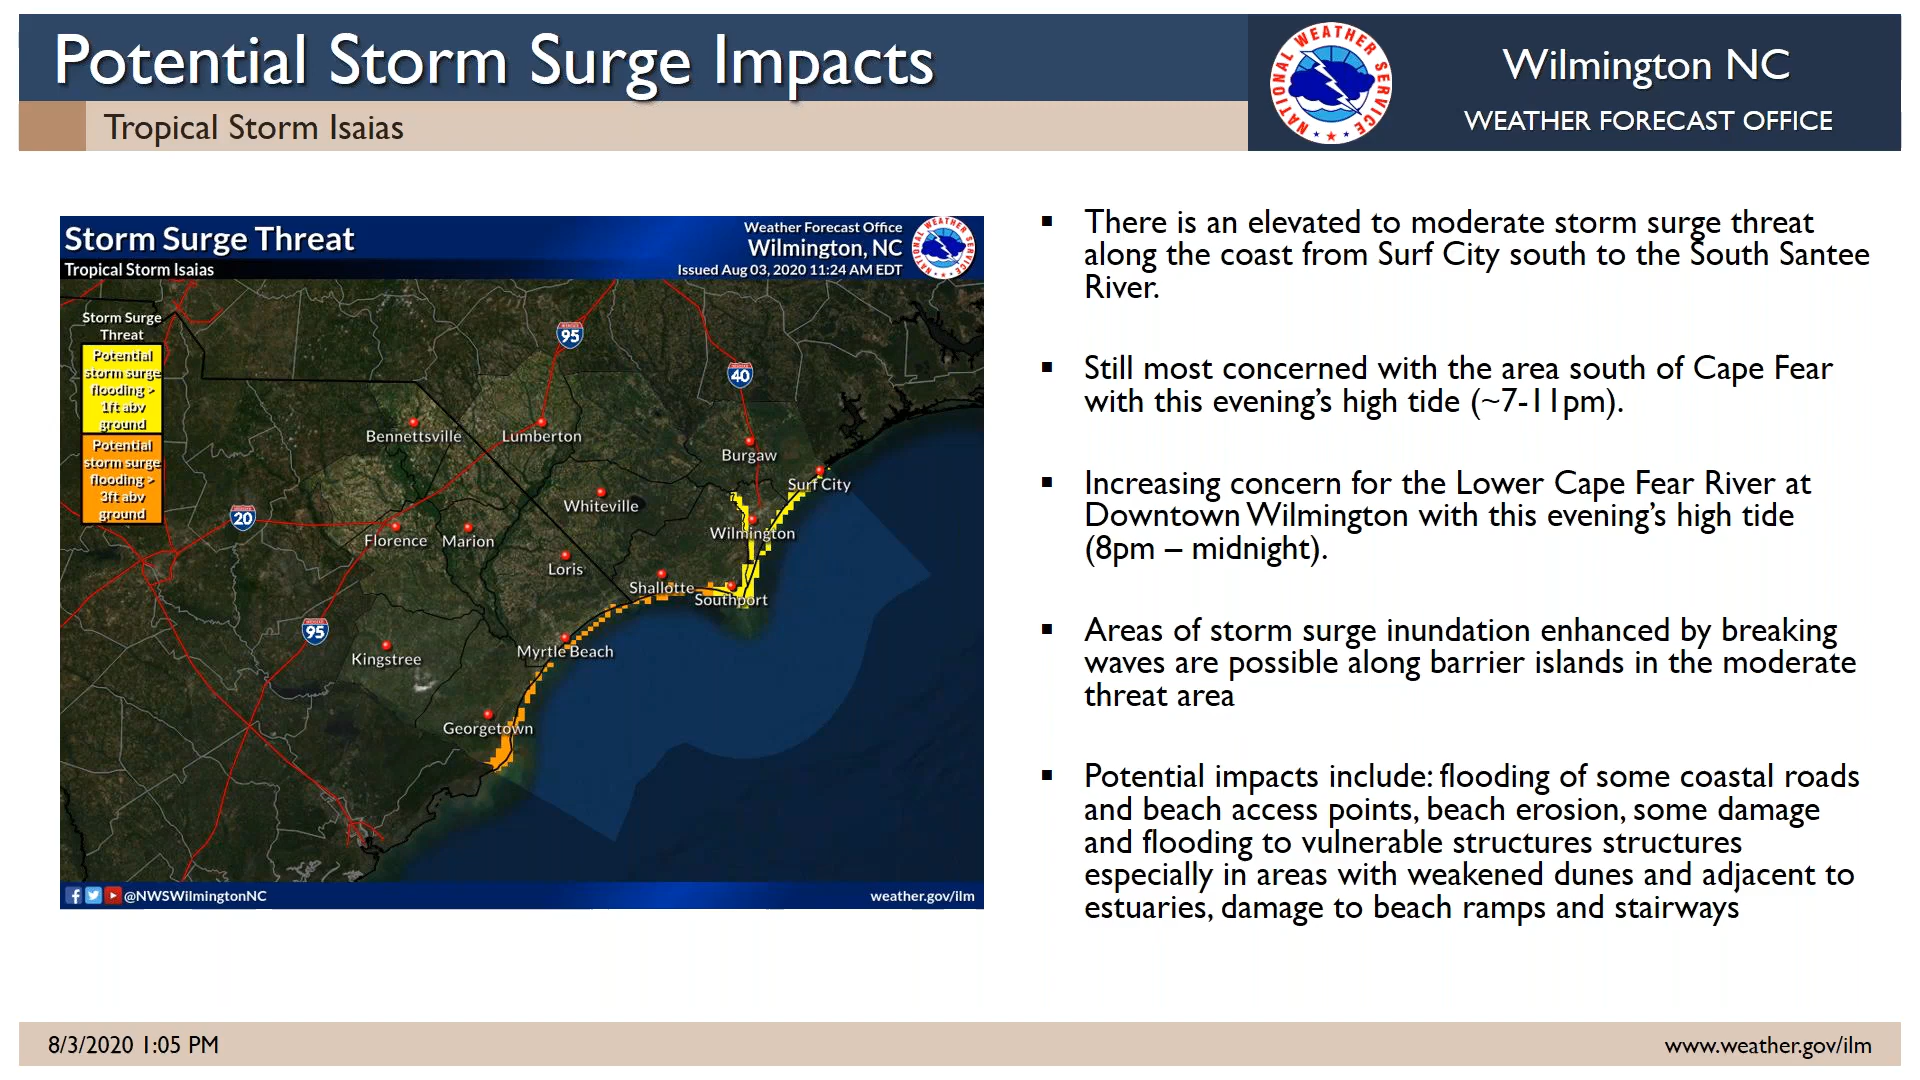 Potential Storm Surge Impacts
Tropical Storm Isaias
NATIONAL WEATHER SERVICE
Wilmington NC
WEATHER FORECAST OFFICE
Storm Surge Threat
Tropical Storm Isaias
Weather Forecast Office
Wilmington, NC
Issued Aug 03, 2020 11:24 AM EDT
NATIONAL WEATHER SERVICE
Storm Surge
Threat
Potential
storm surge
flooding >
1ft abv
ground
Potential
storm surge
flooding >
3ft abv
ground
95
40
Bennettsville
Lumberton
Burgaw
Surf City
Whiteville
20
Wilmington
Florence
Marion
Loris
Shallotte
Southport
95
Myrtle Beach
Kingstree
Georgetown
@NWSWilmingtonNC
weather.gov/ilm
▪ There is an elevated to moderate storm surge threat
along the coast from Surf City south to the South Santee
River.
▪ Still most concerned with the area south of Cape Fear
with this evening’s high tide (~7-11pm).
▪ Increasing concern for the Lower Cape Fear River at
Downtown Wilmington with this evening’s high tide
(8pm – midnight).
▪ Areas of storm surge inundation enhanced by breaking
waves are possible along barrier islands in the moderate
threat area
▪ Potential impacts include: flooding of some coastal roads
and beach access points, beach erosion, some damage
and flooding to vulnerable structures structures
especially in areas with weakened dunes and adjacent to
estuaries, damage to beach ramps and stairways
8/3/2020 1:05 PM
www.weather.gov/ilm